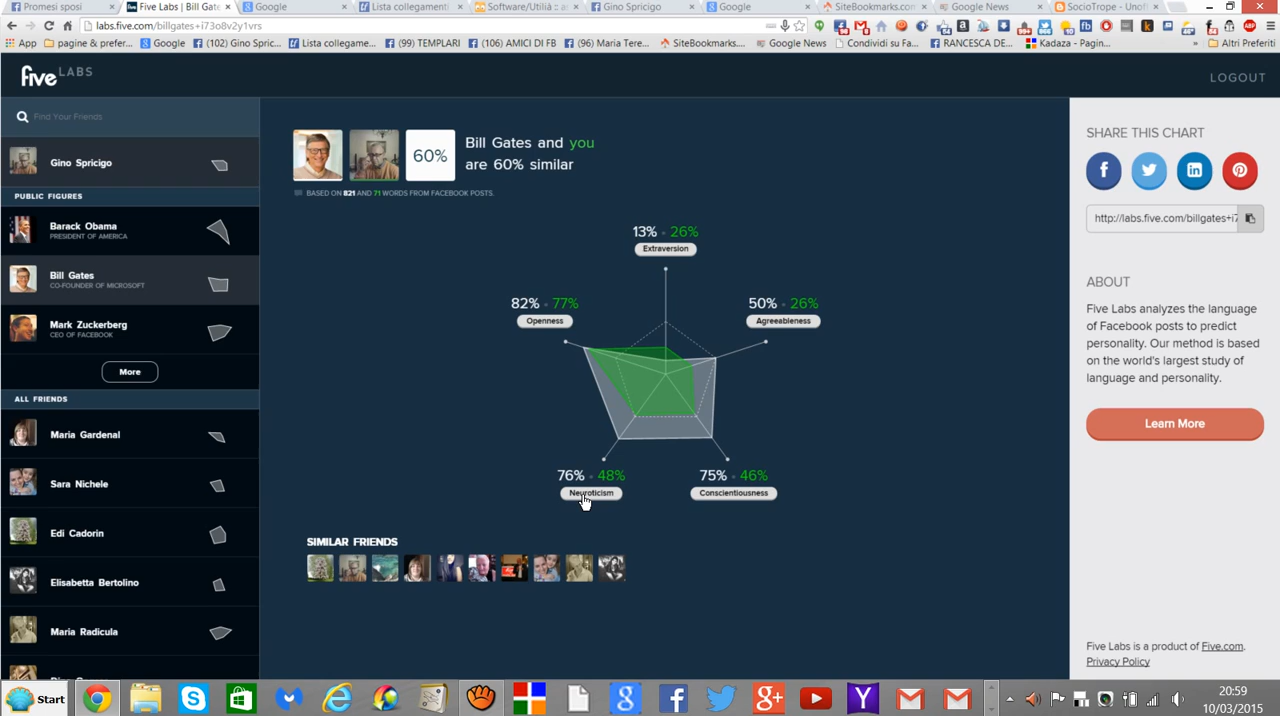 Promesi sposi
Five Labs | Bill Gate
Google
Lista collegamenti
Software/Utilià :: an
Gino Spricigo
Google
SiteBookmarks.com
Google News
SocioTrope - Unof
labs.five.com/billgates+i73o8v2y1vrs
App
pagine & prefer...
Google
(102) Gino Spric...
Lista collegame...
(99) TEMPLARI
(106) AMICI DI FB
(96) Maria Tere...
SiteBookmarks....
Google News
Condividi su Fa...
RANCESCA DE...
Kadaza - Pagin...
Altri Preferiti
five LABS
LOGOUT
Find Your Friends
Gino Spricigo
PUBLIC FIGURES
Barack Obama
PRESIDENT OF AMERICA
Bill Gates
CO-FOUNDER OF MICROSOFT
Mark Zuckerberg
CEO OF FACEBOOK
More
ALL FRIENDS
Maria Gardenal
Sara Nichele
Edi Cadorin
Elisabetta Bertolino
Maria Radicula
60%
Bill Gates and you
are 60% similar
BASED ON 821 AND 71 WORDS FROM FACEBOOK POSTS.
13% • 26%
Extraversion
82% • 77%
Openness
50% • 26%
Agreeableness
76% • 48%
Neuroticism
75% • 46%
Conscientiousness
SIMILAR FRIENDS
SHARE THIS CHART
http://labs.five.com/billgates+i7
ABOUT
Five Labs analyzes the language
of Facebook posts to predict
personality. Our method is based
on the world's largest study of
language and personality.
Learn More
Five Labs is a product of Five.com.
Privacy Policy
Start
20:59
10/03/2015